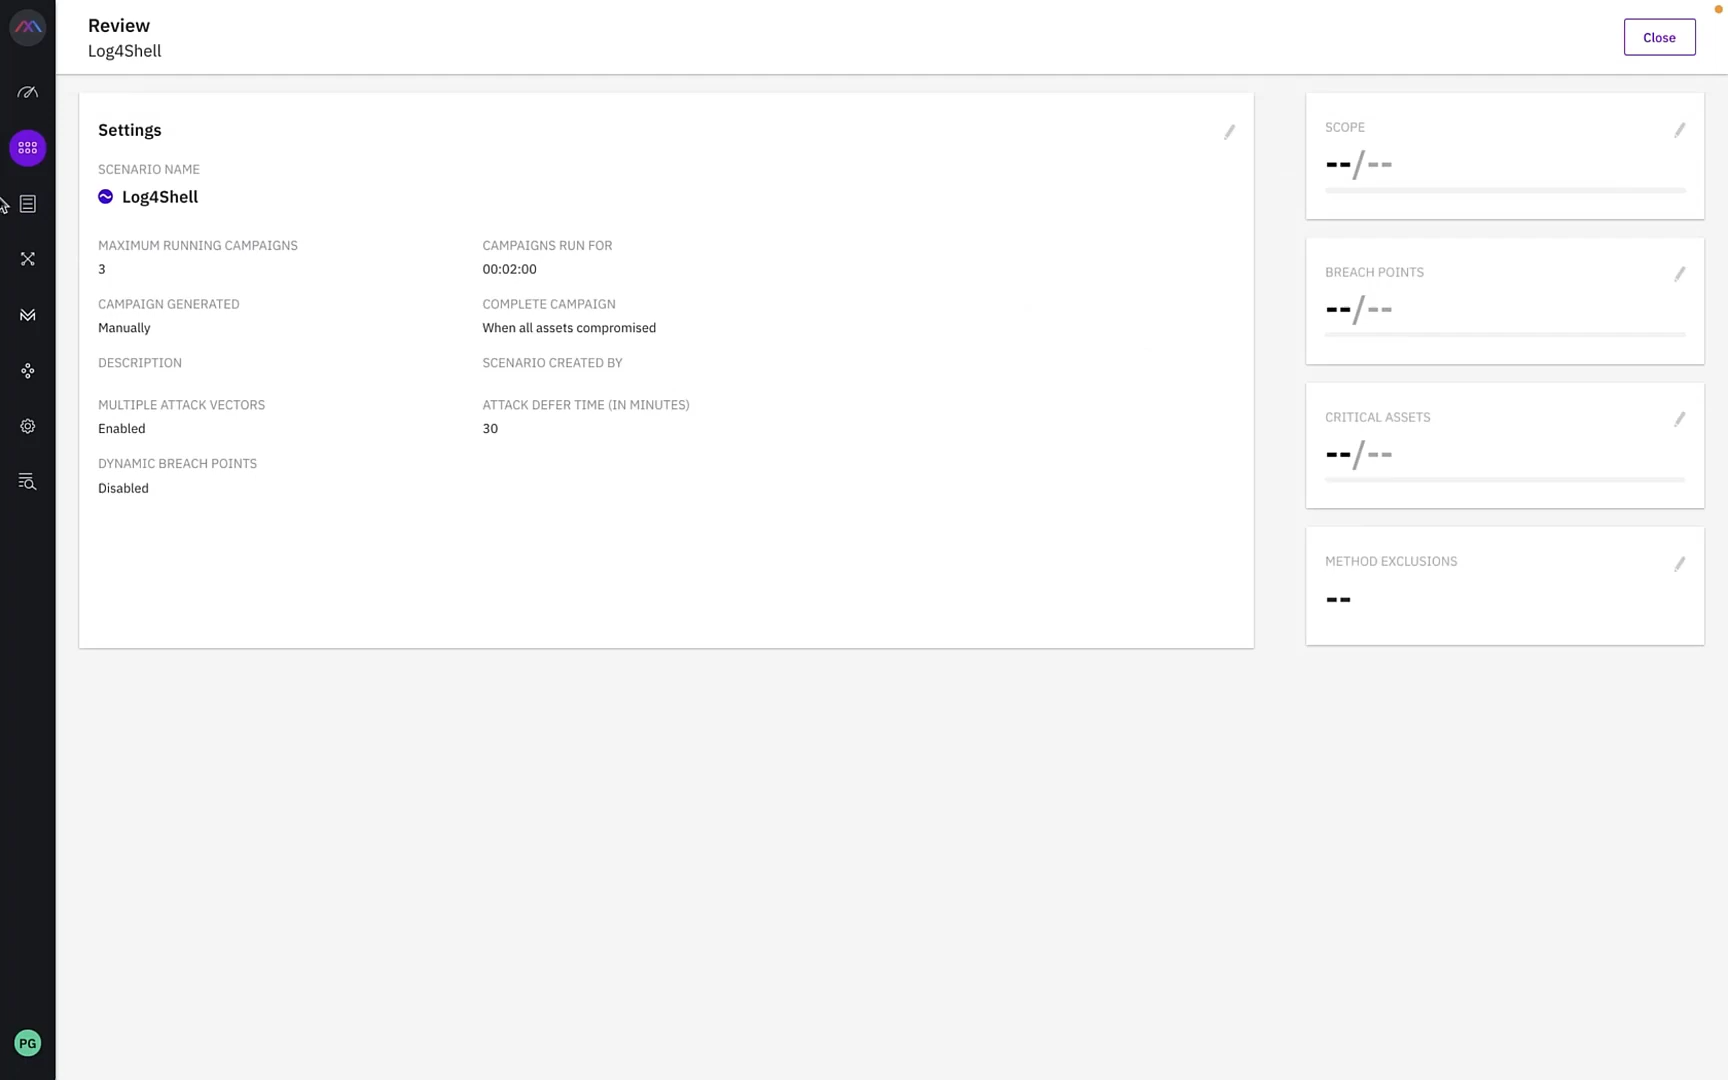 Review
Log4Shell
Close
Settings
SCENARIO NAME
Log4Shell
MAXIMUM RUNNING CAMPAIGNS
3
CAMPAIGNS RUN FOR
00:02:00
CAMPAIGN GENERATED
Manually
COMPLETE CAMPAIGN
When all assets compromised
DESCRIPTION
SCENARIO CREATED BY
MULTIPLE ATTACK VECTORS
Enabled
ATTACK DEFER TIME (IN MINUTES)
30
DYNAMIC BREACH POINTS
Disabled
SCOPE
--/--
BREACH POINTS
--/--
CRITICAL ASSETS
--/--
METHOD EXCLUSIONS
--
PG